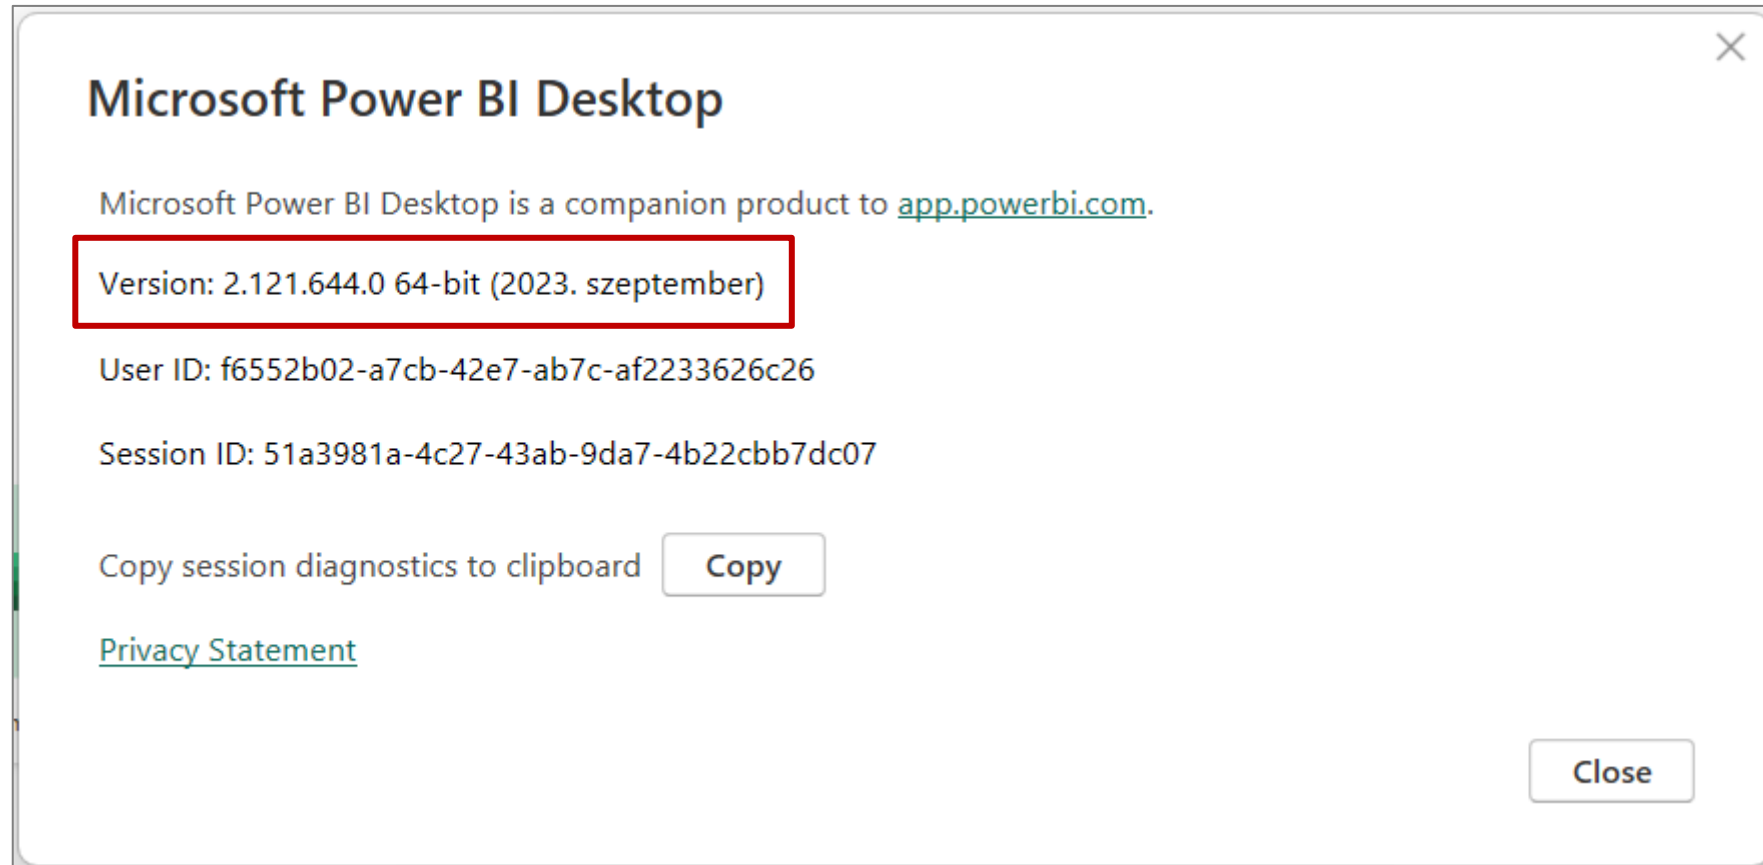 Microsoft Power BI Desktop
Microsoft Power BI Desktop is a companion product to app.powerbi.com.
Version: 2.121.644.0 64-bit (2023. szeptember)
User ID: f6552b02-a7cb-42e7-ab7c-af2233626c26
Session ID: 51a3981a-4c27-43ab-9da7-4b22cbb7dc07
Copy session diagnostics to clipboard Copy
Privacy Statement
Close